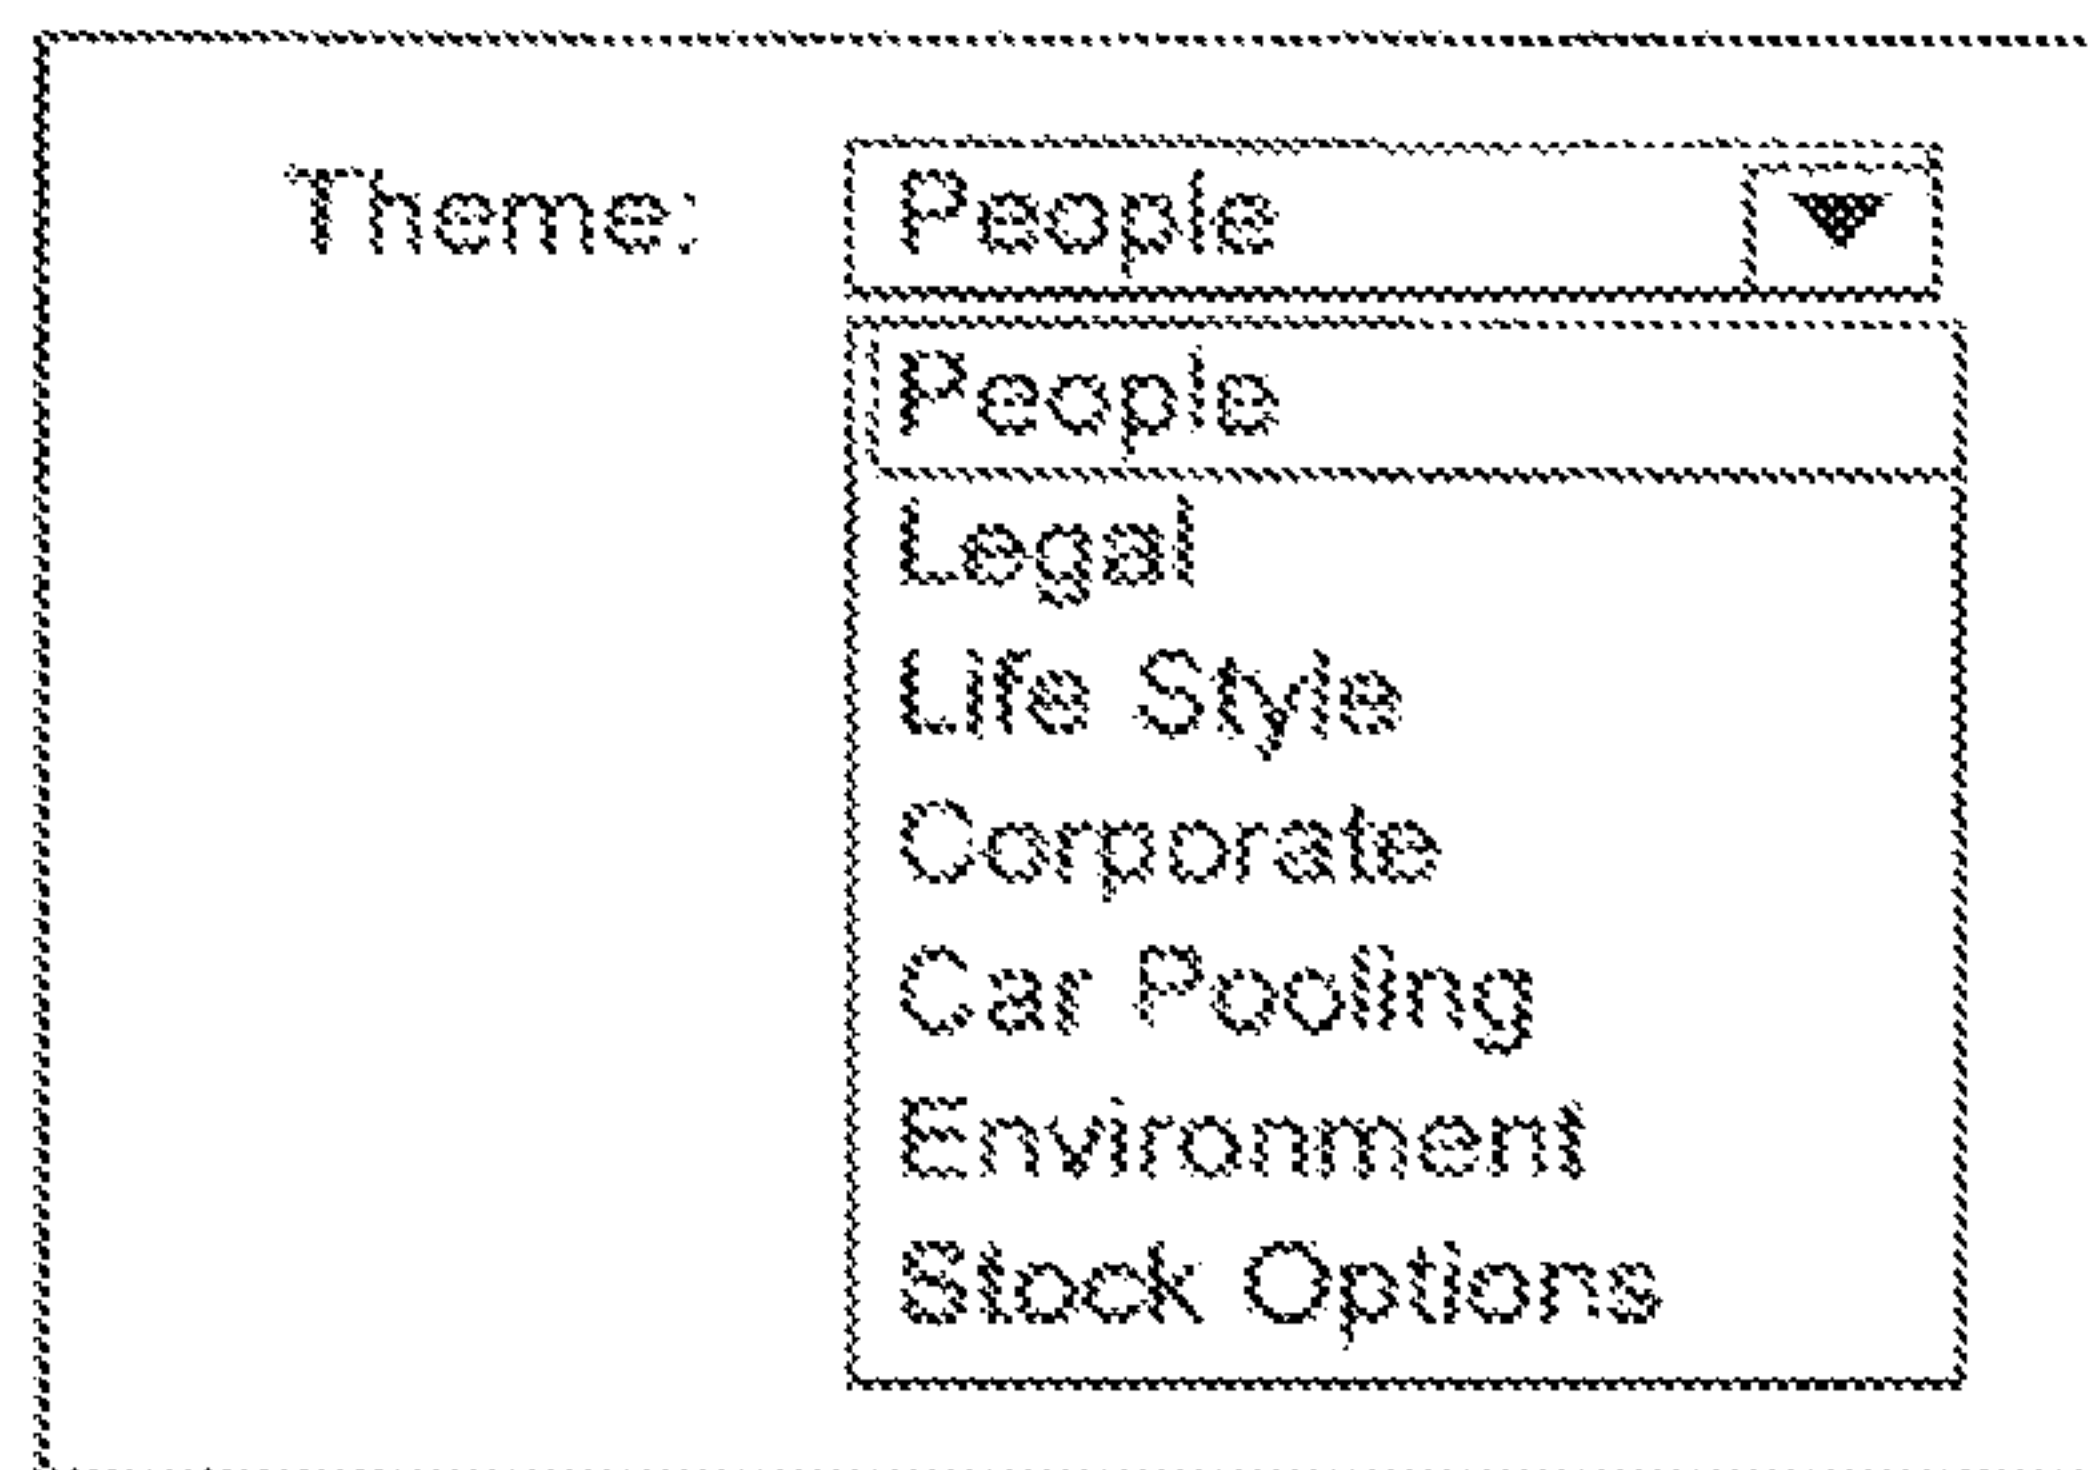 Theme: People
People
Legal
Life Style
Corporate
Car Pooling
Environment
Stock Options